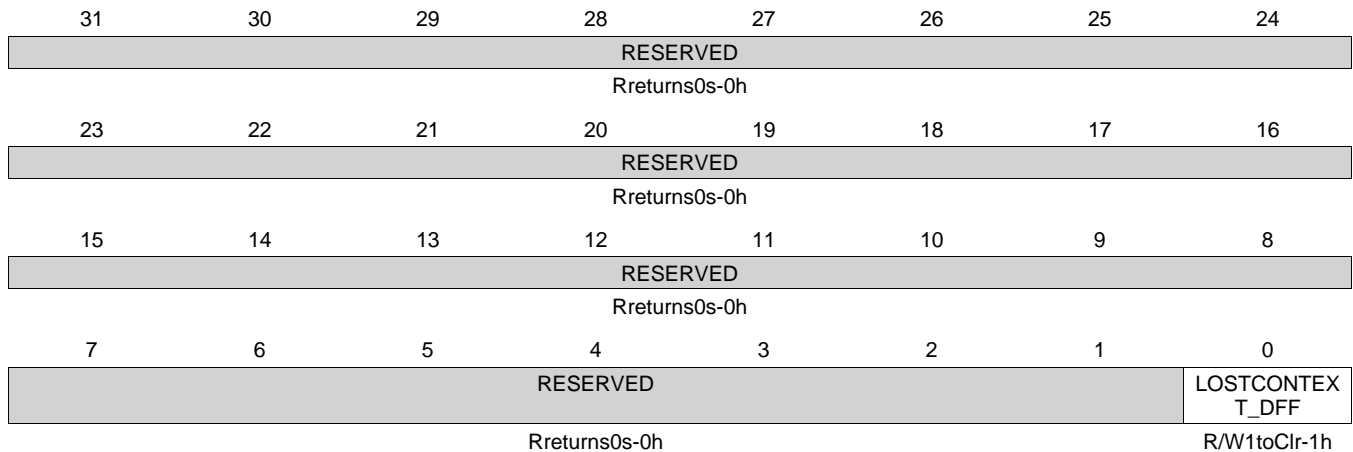 31 30 29 28 27 26 25 24
RESERVED
Rreturns0s-0h
23 22 21 20 19 18 17 16
RESERVED
Rreturns0s-0h
15 14 13 12 11 10 9 8
RESERVED
Rreturns0s-0h
7 6 5 4 3 2 1 0
RESERVED LOSTCONTEX
T_DFF
Rreturns0s-0h R/W1toClr-1h